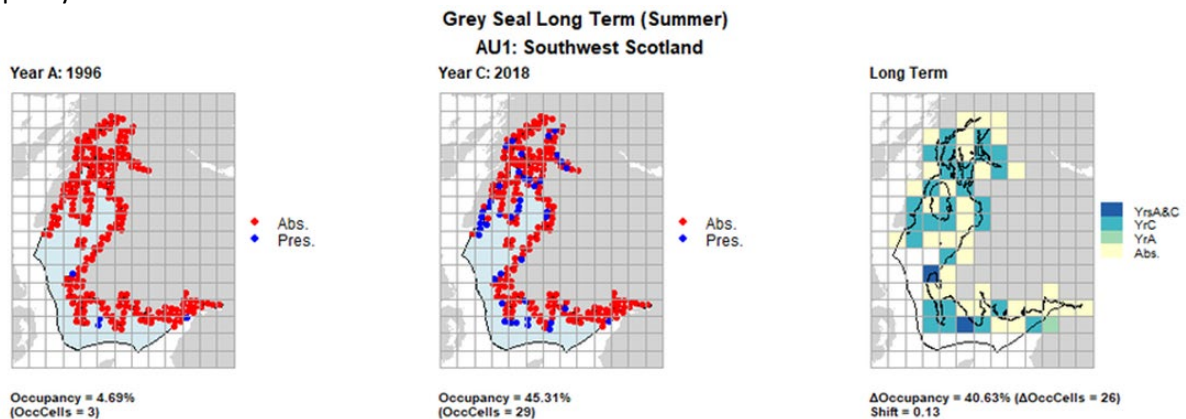 Grey Seal Long Term (Summer)
AU1: Southwest Scotland
Year A: 1996
Abs.
Pres.
Occupancy = 4.69%
(OccCells = 3)
Year C: 2018
Abs.
Pres.
Occupancy = 45.31%
(OccCells = 29)
Long Term
YrsA&C
YrC
YrA
Abs.
ΔOccupancy = 40.63% (ΔOccCells = 26)
Shift = 0.13